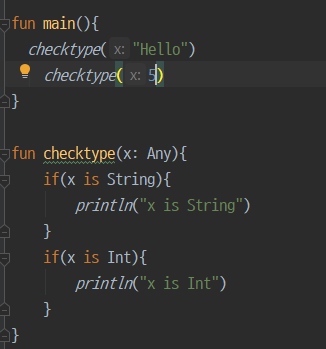 fun main(){
checktype( x: "Hello")
checktype( x: 5)
}
fun checktype(x: Any){
if(x is String){
println("x is String")
}
if(x is Int){
println("x is Int")
}
}